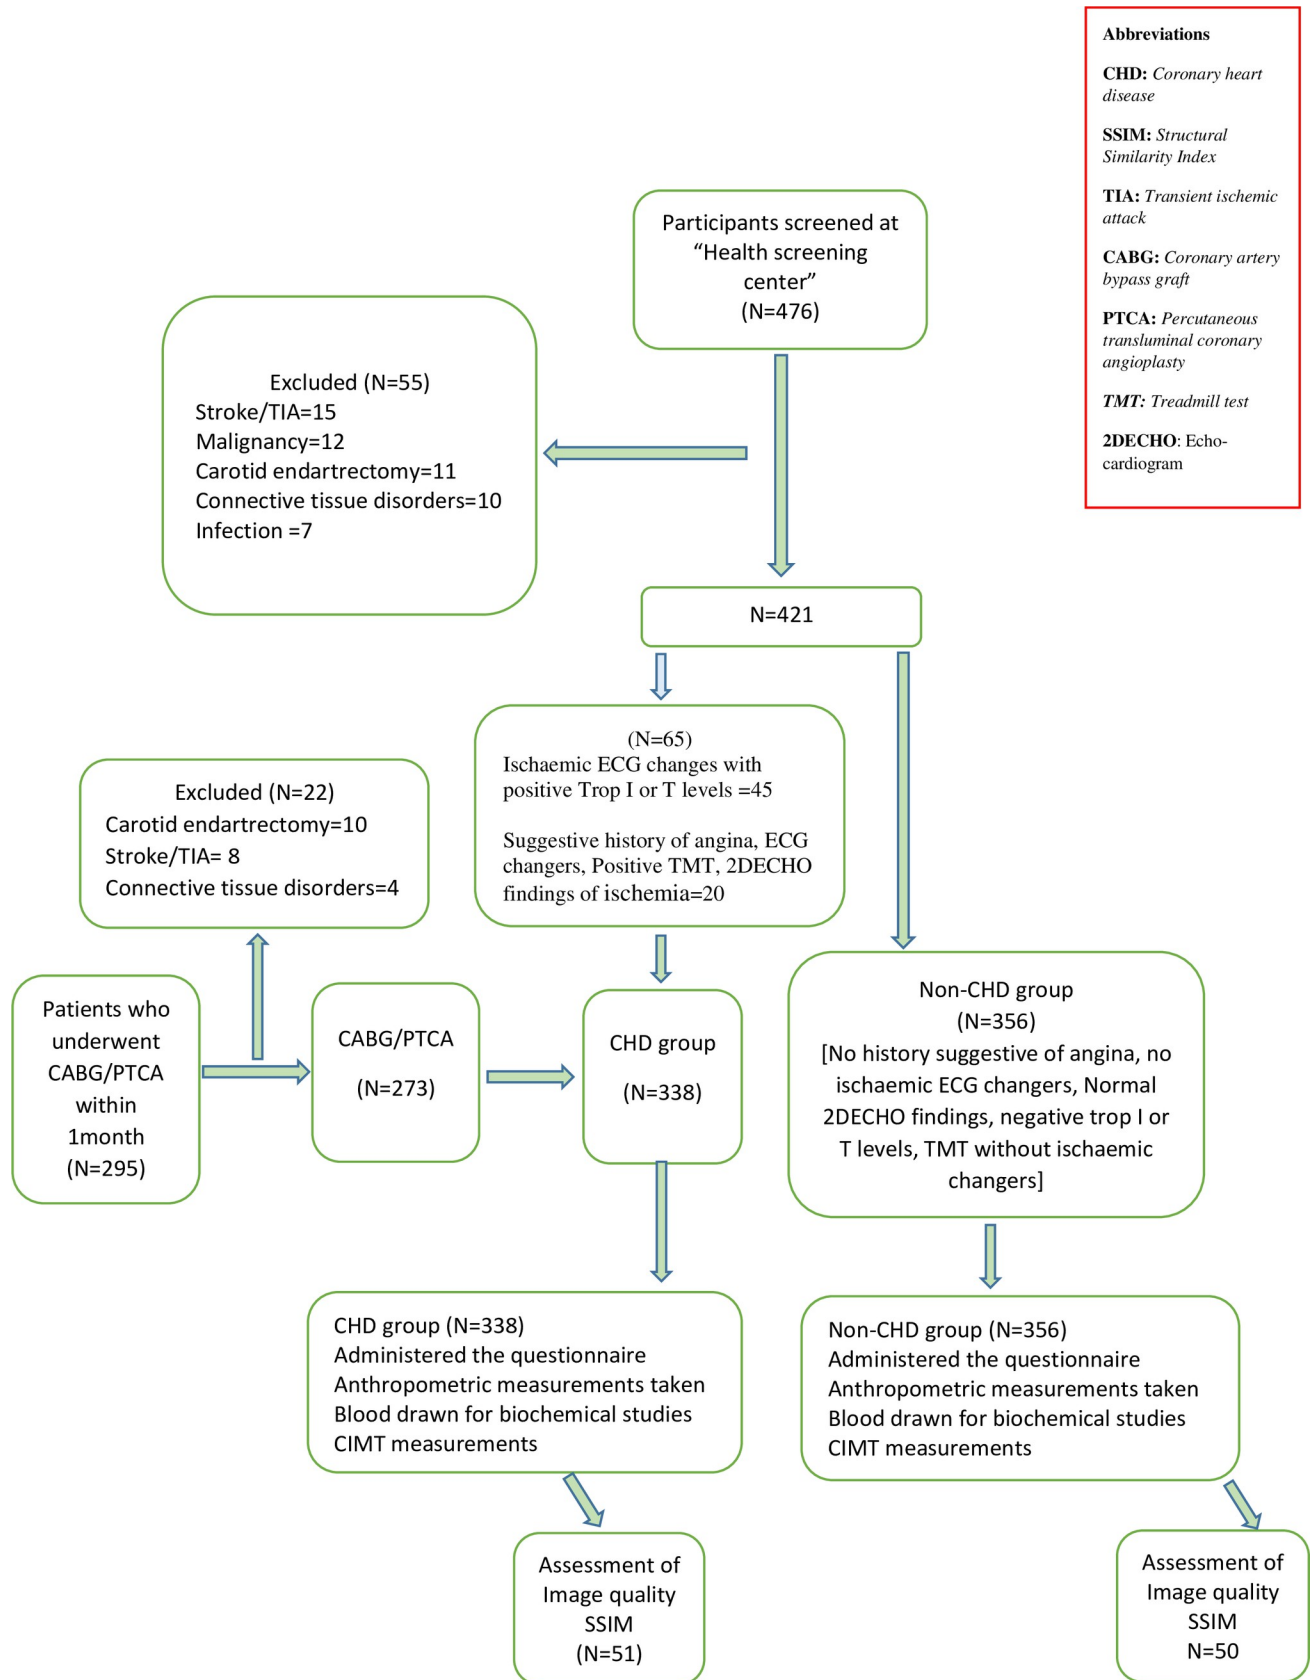 Abbreviations
CHD: Coronary heart
disease
SSIM: Structural
Similarity Index
TIA: Transient ischemic
attack
CABG: Coronary artery
bypass graft
PTCA: Percutaneous
transluminal coronary
angioplasty
TMT: Treadmill test
2DECHO: Echo-
cardiogram
Participants screened at
“Health screening
center”
(N=476)
Excluded (N=55)
Stroke/TIA=15
Malignancy=12
Carotid endartrectomy=11
Connective tissue disorders=10
Infection =7
N=421
(N=65)
Ischaemic ECG changes with
positive Trop I or T levels =45
Suggestive history of angina, ECG
changers, Positive TMT, 2DECHO
findings of ischemia=20
Excluded (N=22)
Carotid endartrectomy=10
Stroke/TIA= 8
Connective tissue disorders=4
Patients who
underwent
CABG/PTCA
within
1month
(N=295)
CABG/PTCA
(N=273)
CHD group
(N=338)
Non-CHD group
(N=356)
[No history suggestive of angina, no
ischaemic ECG changers, Normal
2DECHO findings, negative trop I or
T levels, TMT without ischaemic
changers]
CHD group (N=338)
Administered the questionnaire
Anthropometric measurements taken
Blood drawn for biochemical studies
CIMT measurements
Non-CHD group (N=356)
Administered the questionnaire
Anthropometric measurements taken
Blood drawn for biochemical studies
CIMT measurements
Assessment of
Image quality
SSIM
(N=51)
Assessment of
Image quality
SSIM
N=50